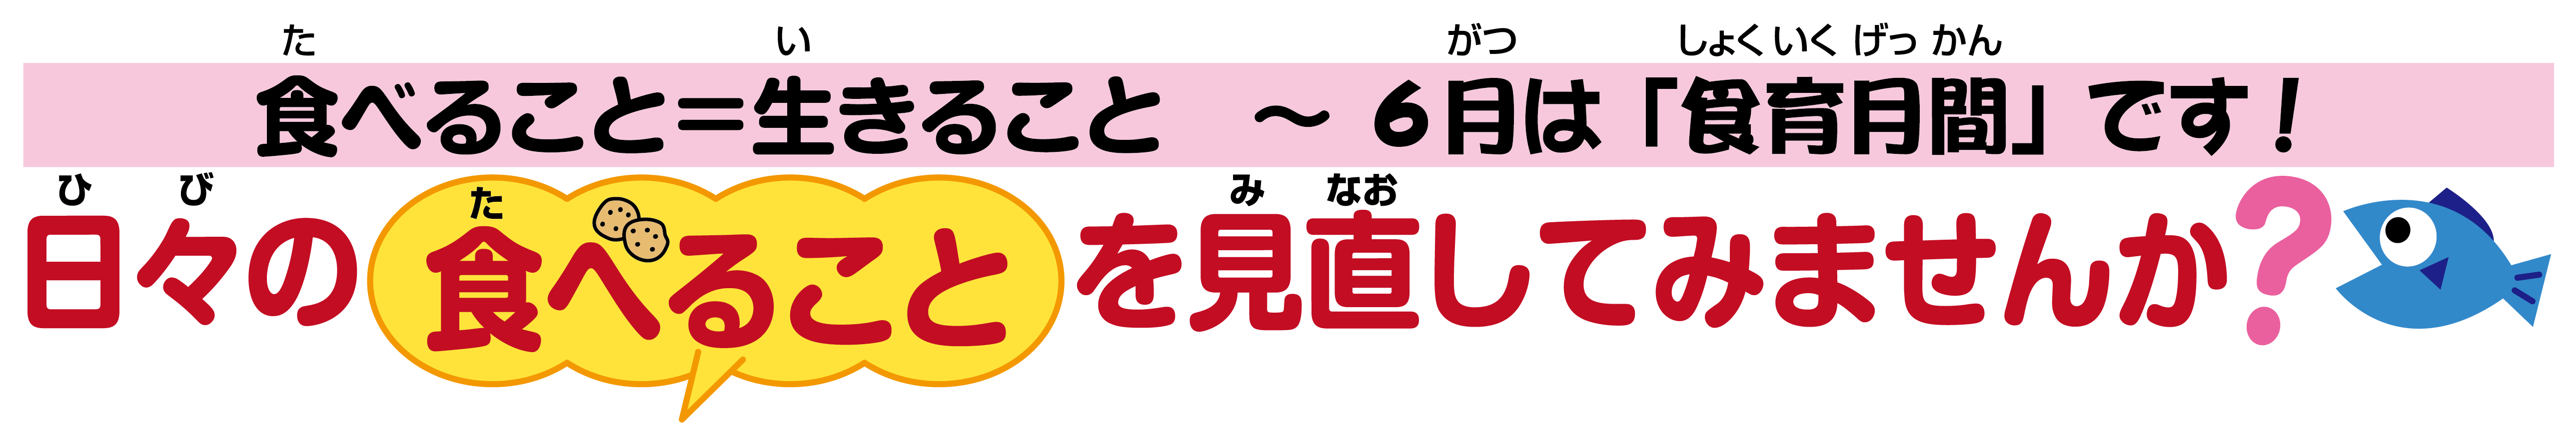 た い がつ しょく いく げっ かん
食べること=生きること ～ 6月は「食育月間」です!
ひ び た み なお
日々の食べることを見直してみませんか?